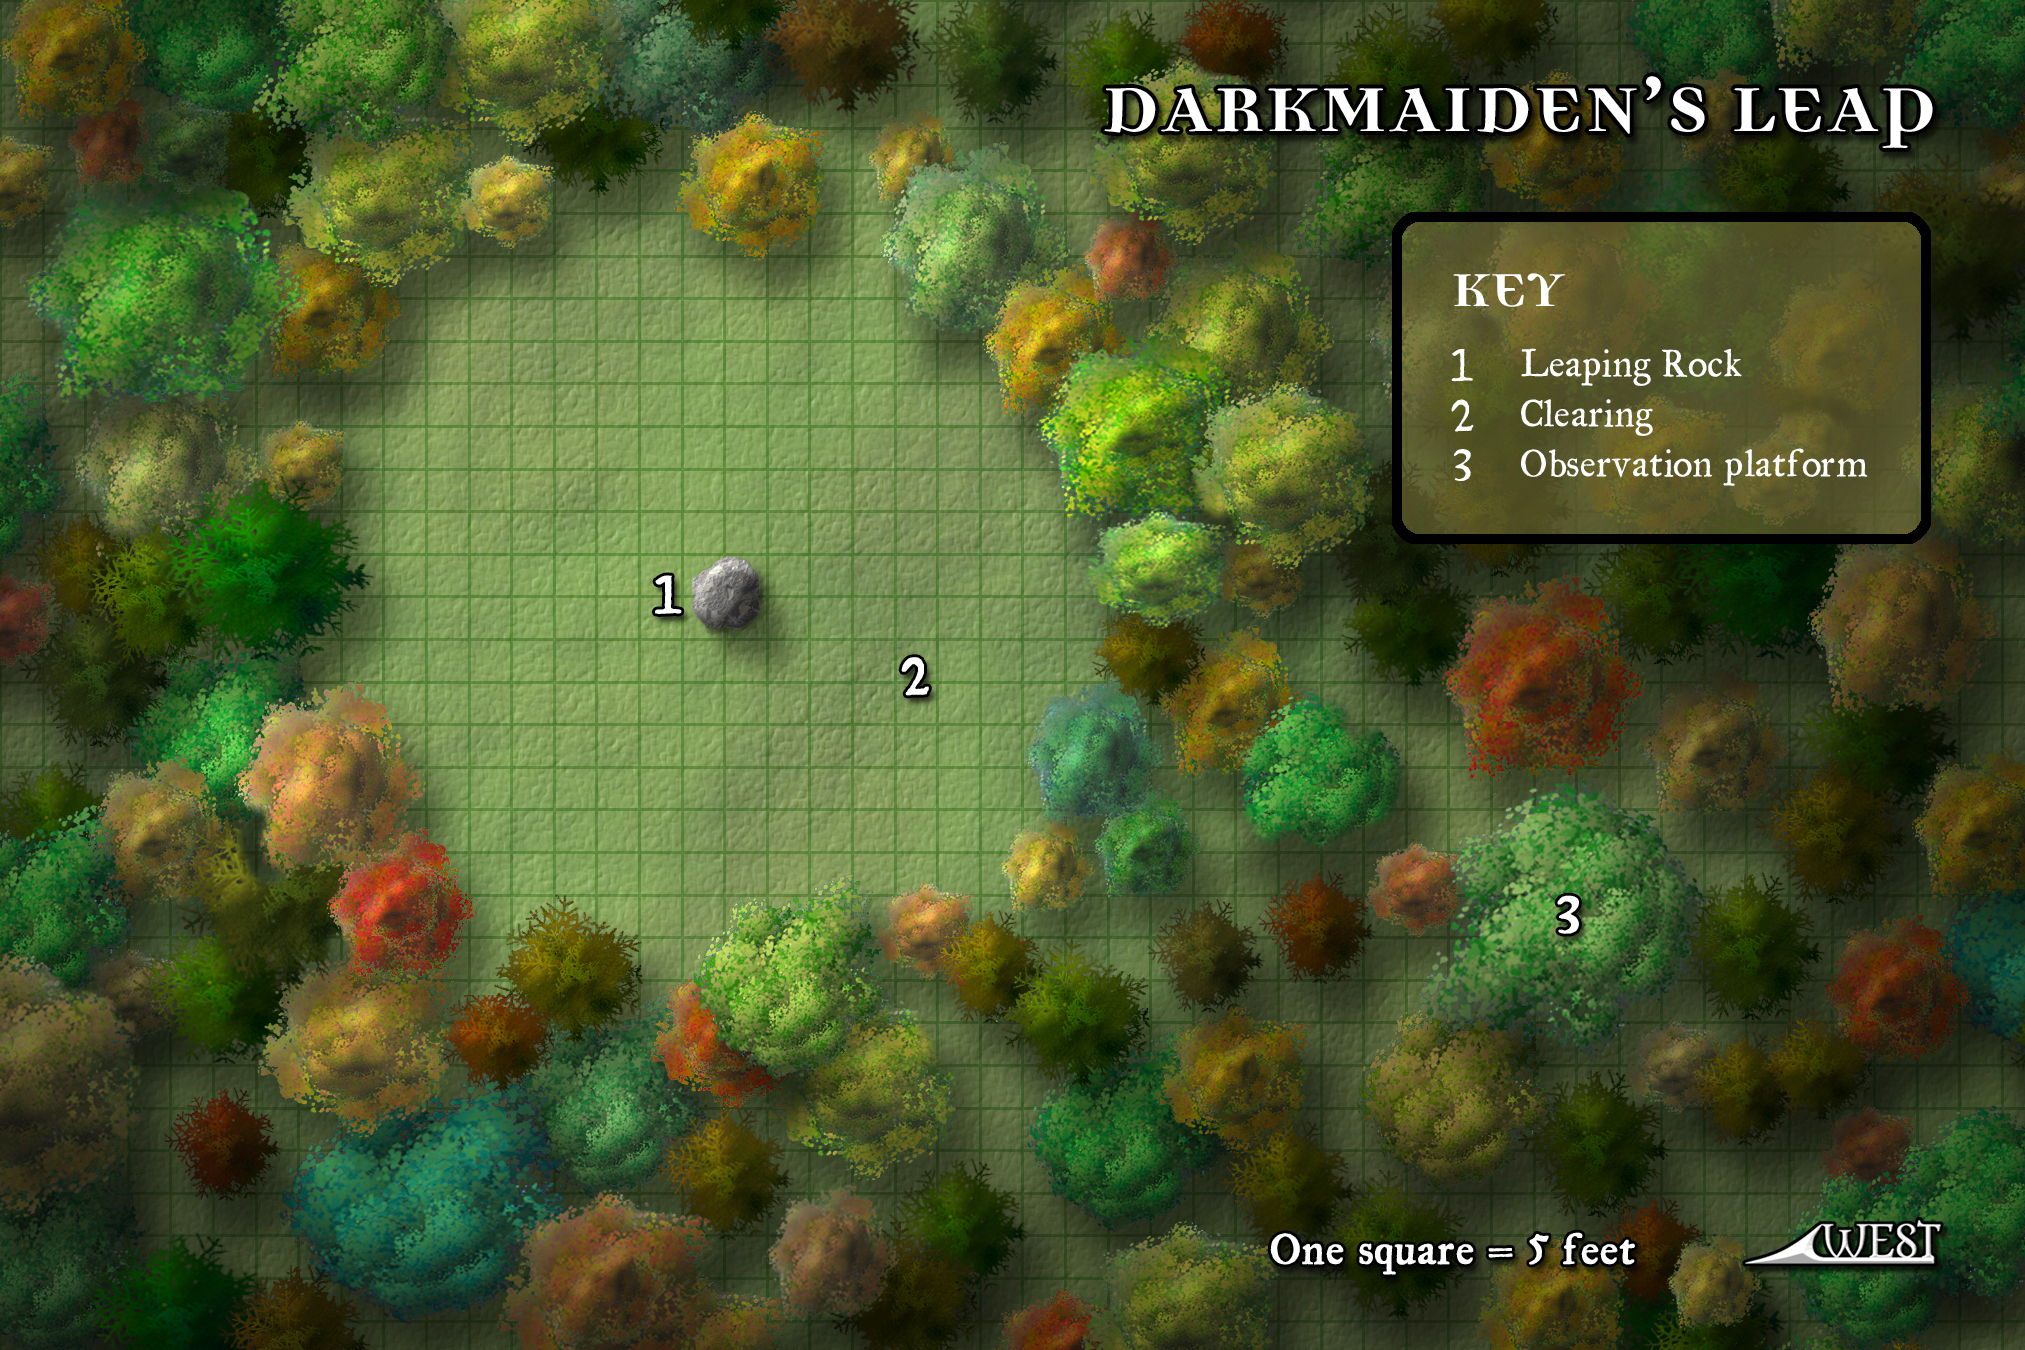 DARKMAIDEN'S LEAP
KEY
1 Leaping Rock
2 Clearing
3 Observation platform
1
2
3
One square = 5 feet
WEST